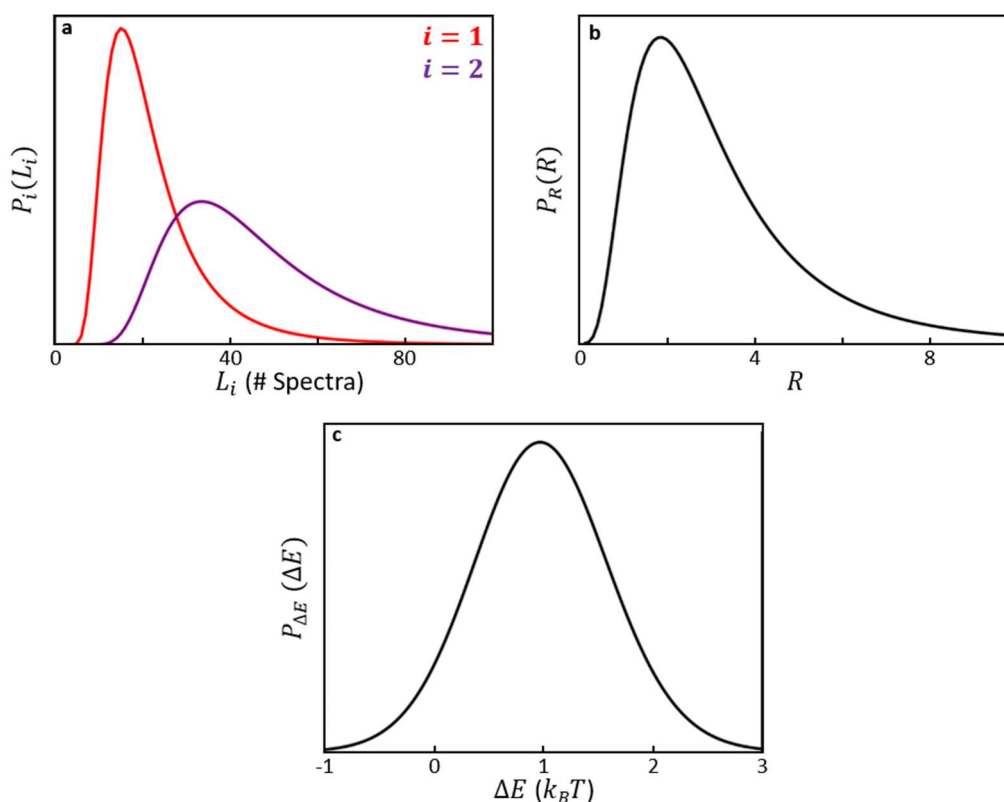 a
i = 1
i = 2
P_i(L_i)
0 40 80
L_i (# Spectra)
b
P_R(R)
0 4 8
R
c
P_ΔE (ΔE)
-1 0 1 2 3
ΔE (k_BT)